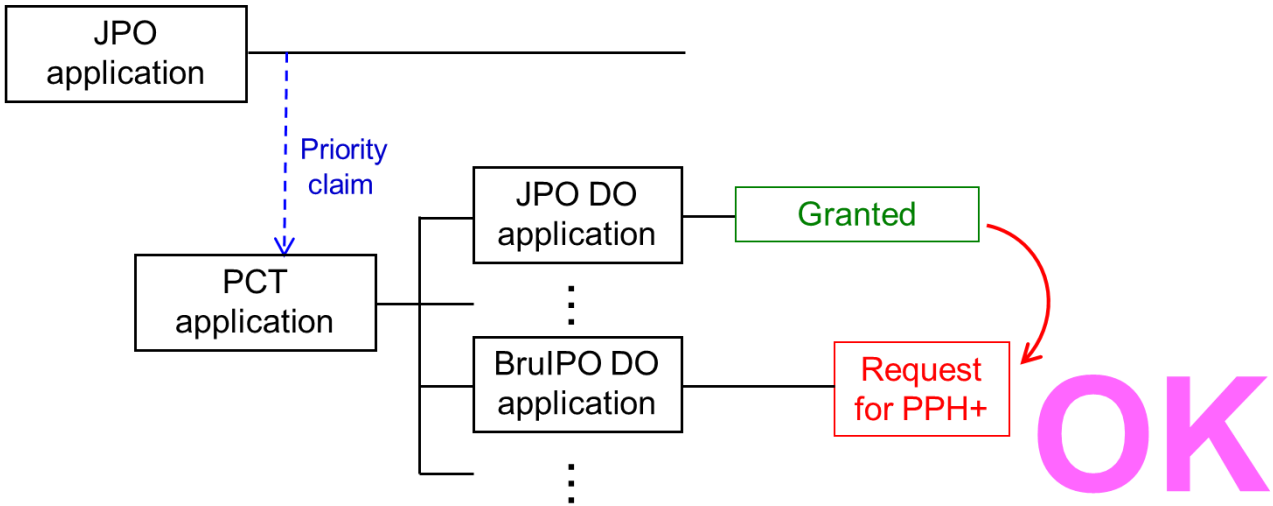 JPO
application
Priority
claim
JPO DO
application
Granted
PCT
application
BruIPO DO
application
Request
for PPH+
OK